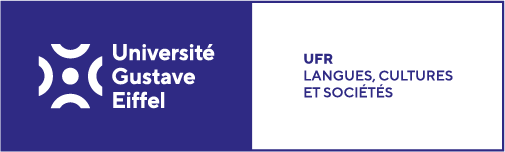 Université
Gustave
Eiffel
UFR
LANGUES, CULTURES
ET SOCIÉTÉS